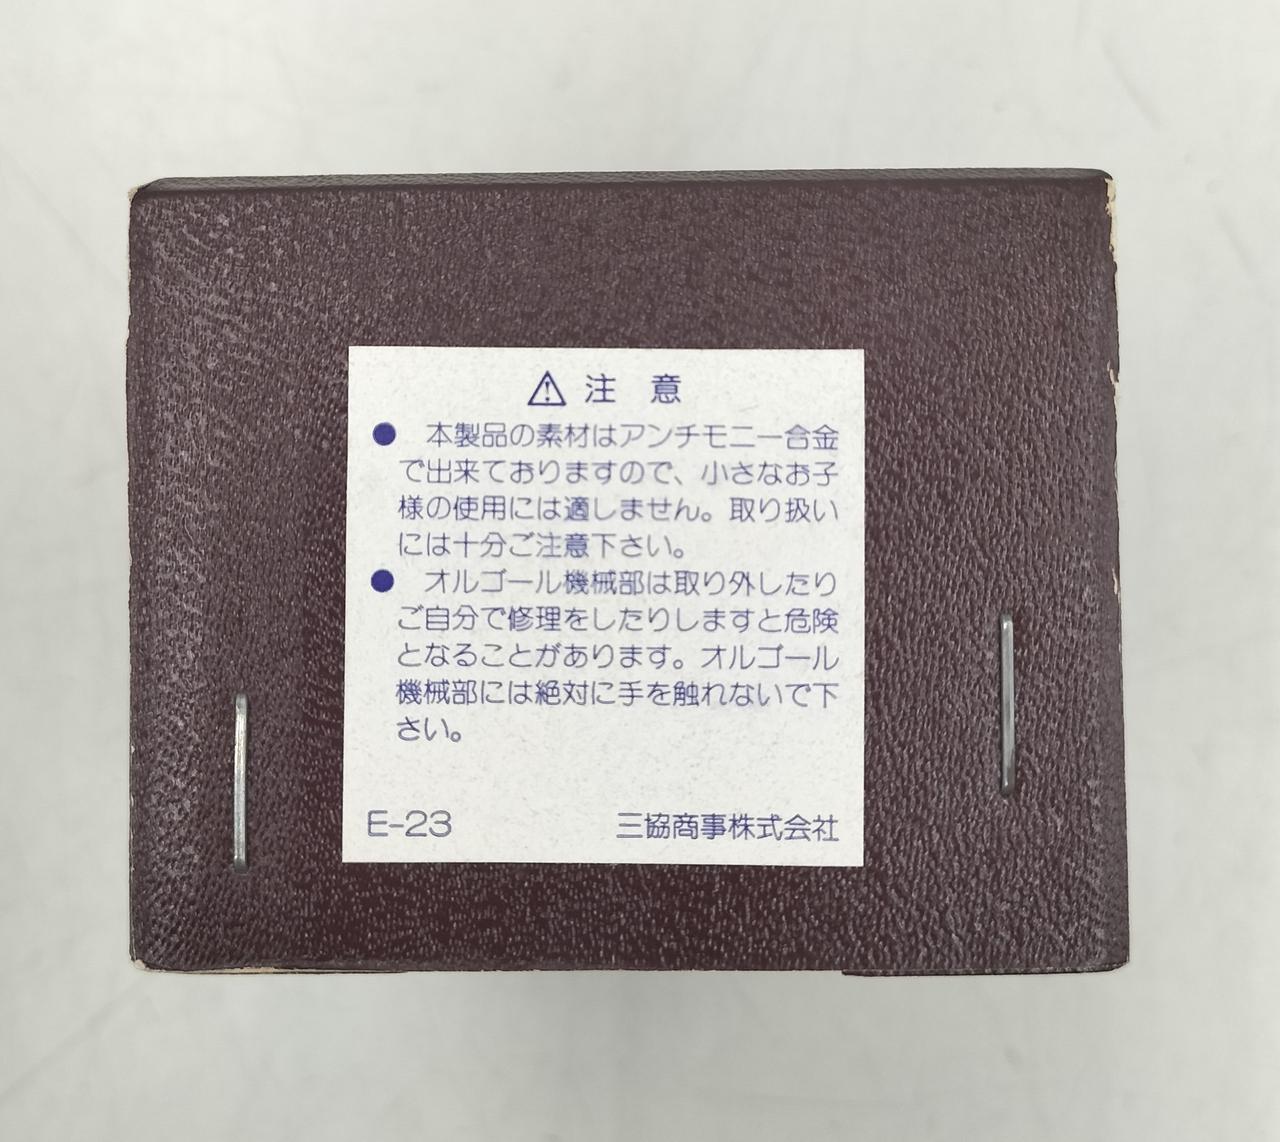 ⚠ 注 意
● 本製品の素材はアンチモニー合金
で出来ておりますので、小さなお子
様の使用には適しません。取り扱い
には十分ご注意下さい。
● オルゴール機械部は取り外したり
ご自分で修理をしたりしますと危険
となることがあります。オルゴール
機械部には絶対に手を触れないで下
さい。
E-23 三協商事株式会社